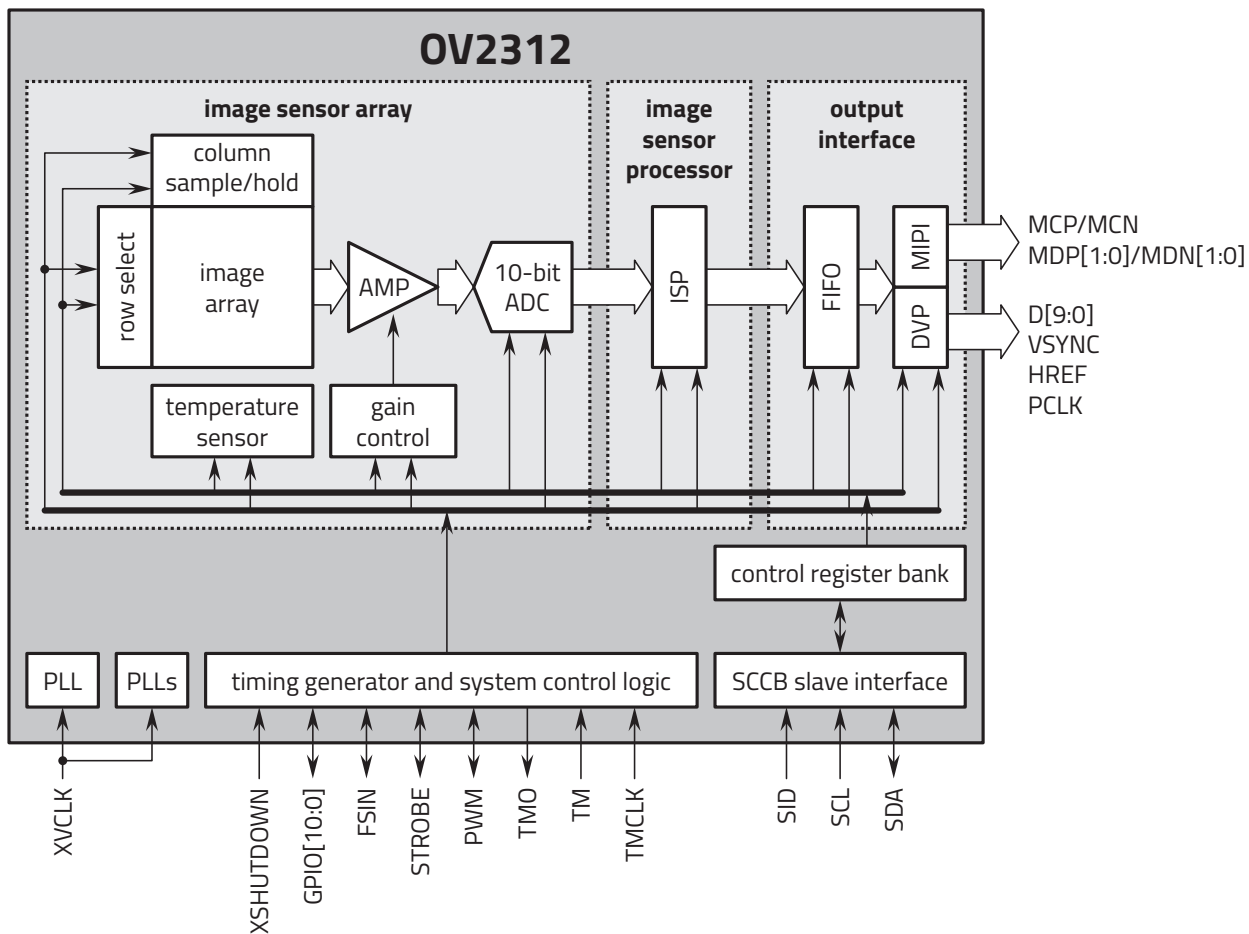 OV2312
image sensor array
image
sensor
processor
output
interface
column
sample/hold
row select
image
array
AMP
10-bit
ADC
ISP
FIFO
MIPI
DVP
MCP/MCN
MDP[1:0]/MDN[1:0]
D[9:0]
VSYNC
HREF
PCLK
temperature
sensor
gain
control
control register bank
PLL
PLLs
timing generator and system control logic
SCCB slave interface
XVCLK
XSHUTDOWN
GPIO[10:0]
FSIN
STROBE
PWM
TMO
TM
TMCLK
SID
SCL
SDA